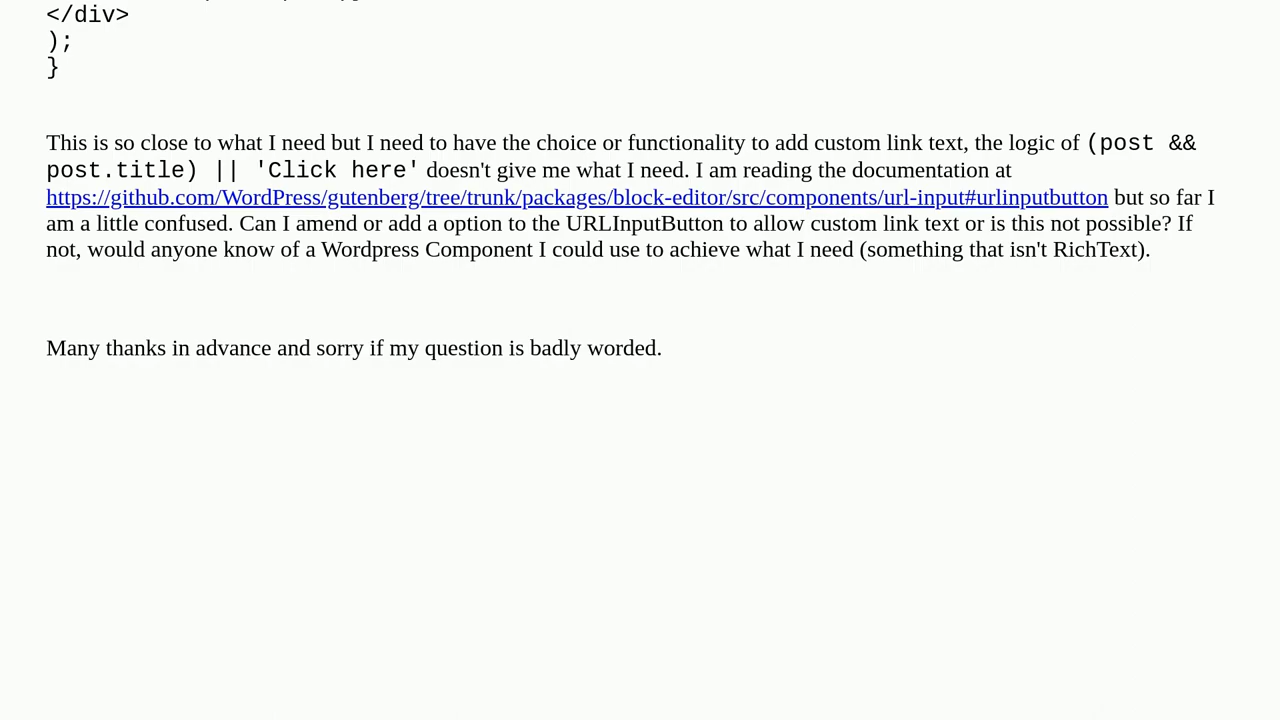 </div>
);
}
This is so close to what I need but I need to have the choice or functionality to add custom link text, the logic of (post &&
post.title) || 'Click here' doesn't give me what I need. I am reading the documentation at
https://github.com/WordPress/gutenberg/tree/trunk/packages/block-editor/src/components/url-input#urlinputbutton but so far I
am a little confused. Can I amend or add a option to the URLInputButton to allow custom link text or is this not possible? If
not, would anyone know of a Wordpress Component I could use to achieve what I need (something that isn't RichText).
Many thanks in advance and sorry if my question is badly worded.